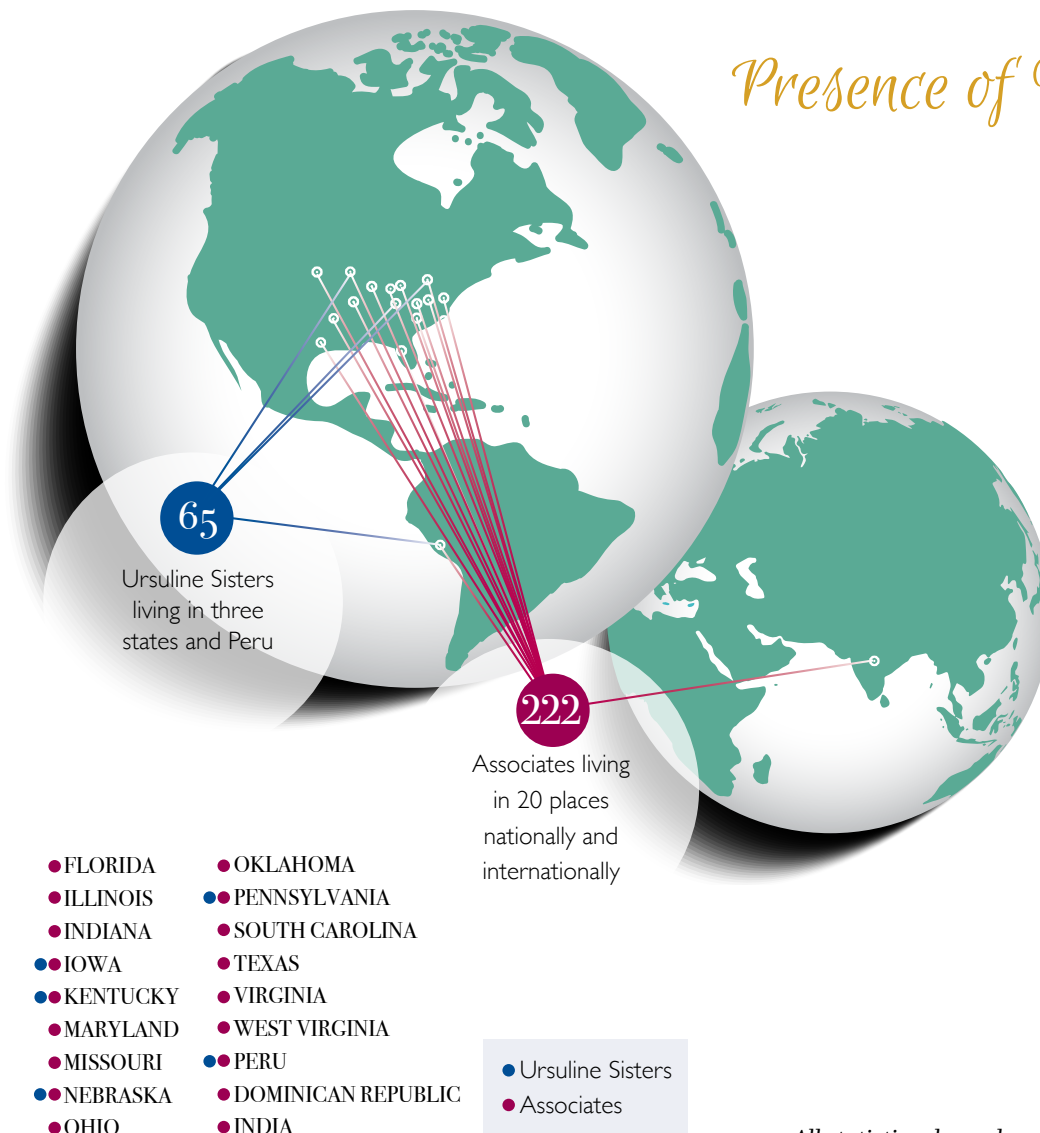 Presence of
65
Ursuline Sisters
living in three
states and Peru
222
Associates living
in 20 places
nationally and
internationally
FLORIDA
ILLINOIS
INDIANA
IOWA
KENTUCKY
MARYLAND
MISSOURI
NEBRASKA
OHIO
OKLAHOMA
PENNSYLVANIA
SOUTH CAROLINA
TEXAS
VIRGINIA
WEST VIRGINIA
PERU
DOMINICAN REPUBLIC
INDIA
Ursuline Sisters
Associates